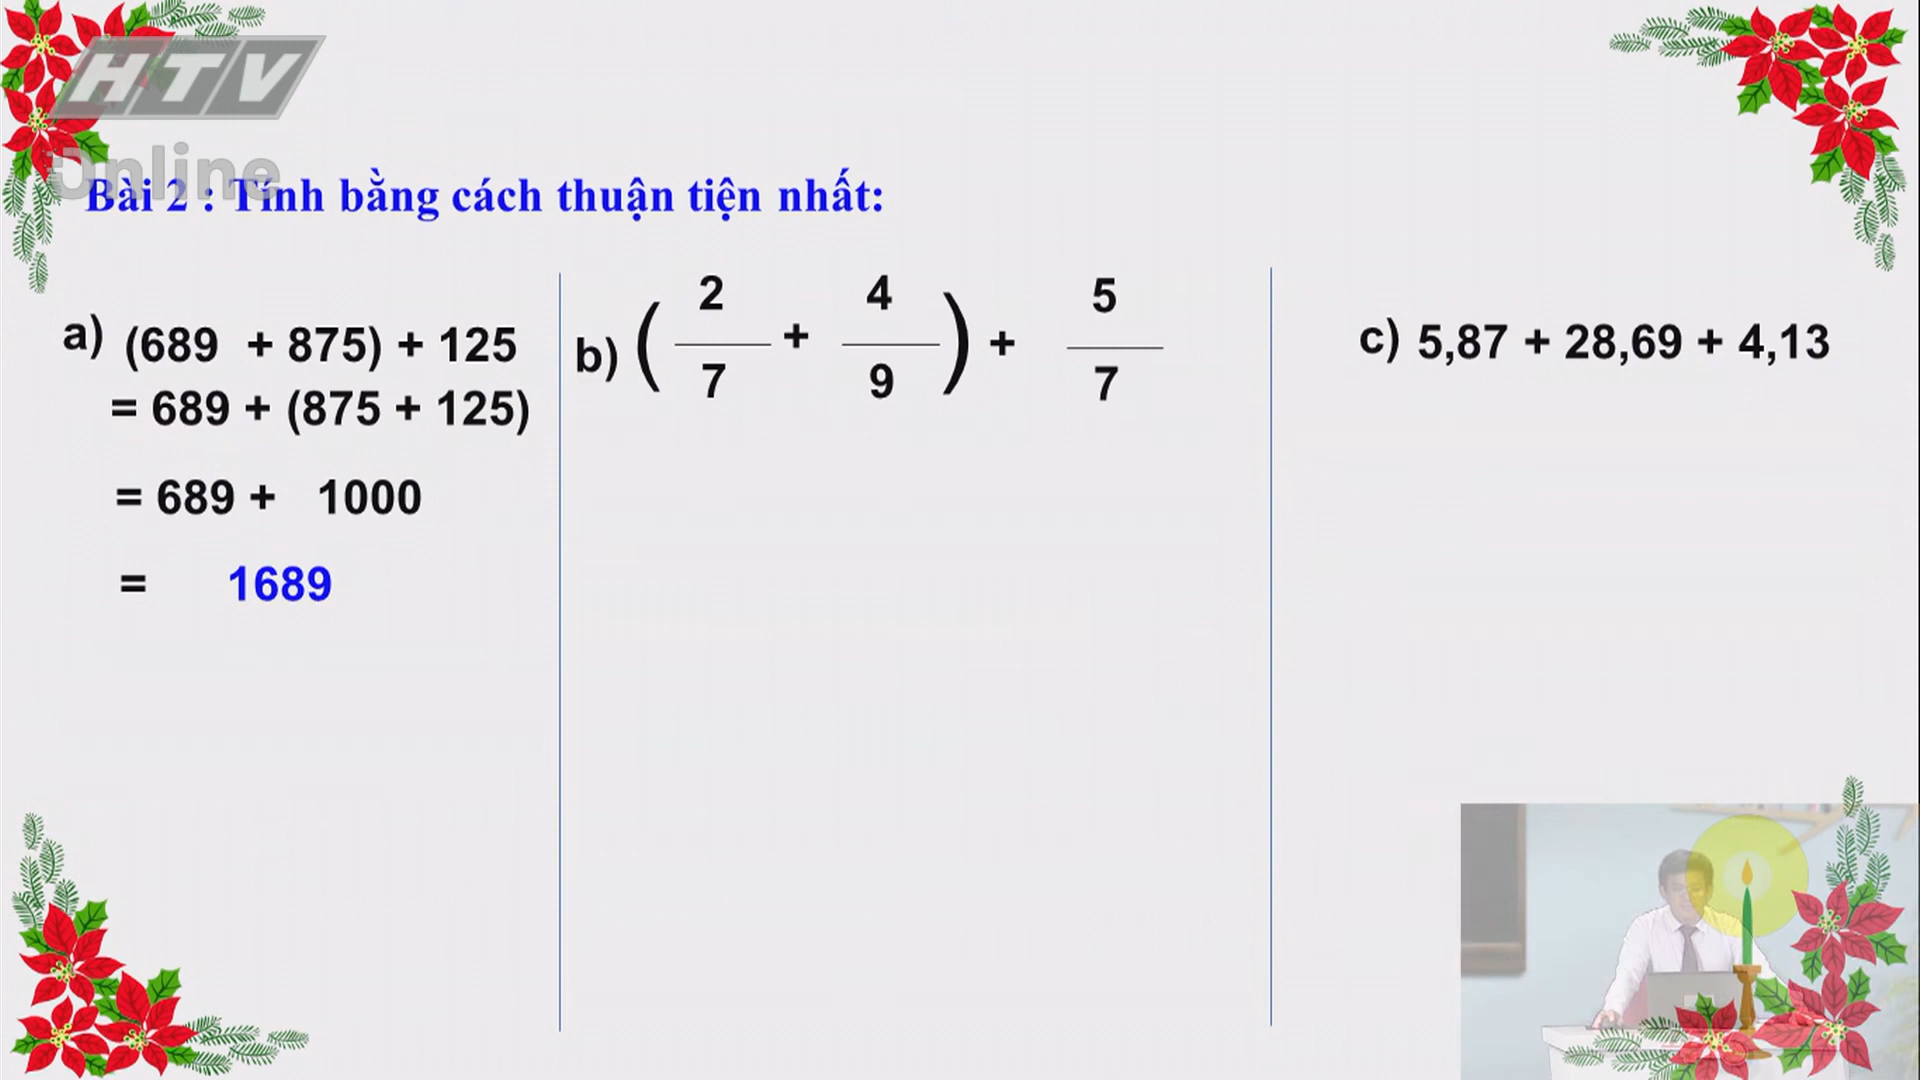 HTV
Online
Bài 2 : Tính bằng cách thuận tiện nhất:
a) (689 + 875) + 125
= 689 + (875 + 125)
= 689 + 1000
= 1689
b) ( 2/7 + 4/9 ) + 5/7
c) 5,87 + 28,69 + 4,13